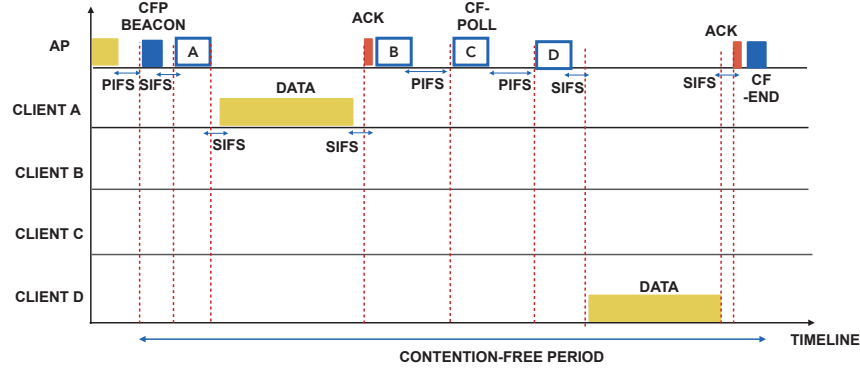 CFP
BEACON
ACK
CF-
POLL
ACK
AP
A
B
C
D
PIFS
SIFS
PIFS
PIFS
SIFS
SIFS
CF
-END
DATA
CLIENT A
SIFS
SIFS
CLIENT B
CLIENT C
CLIENT D
DATA
TIMELINE
CONTENTION-FREE PERIOD